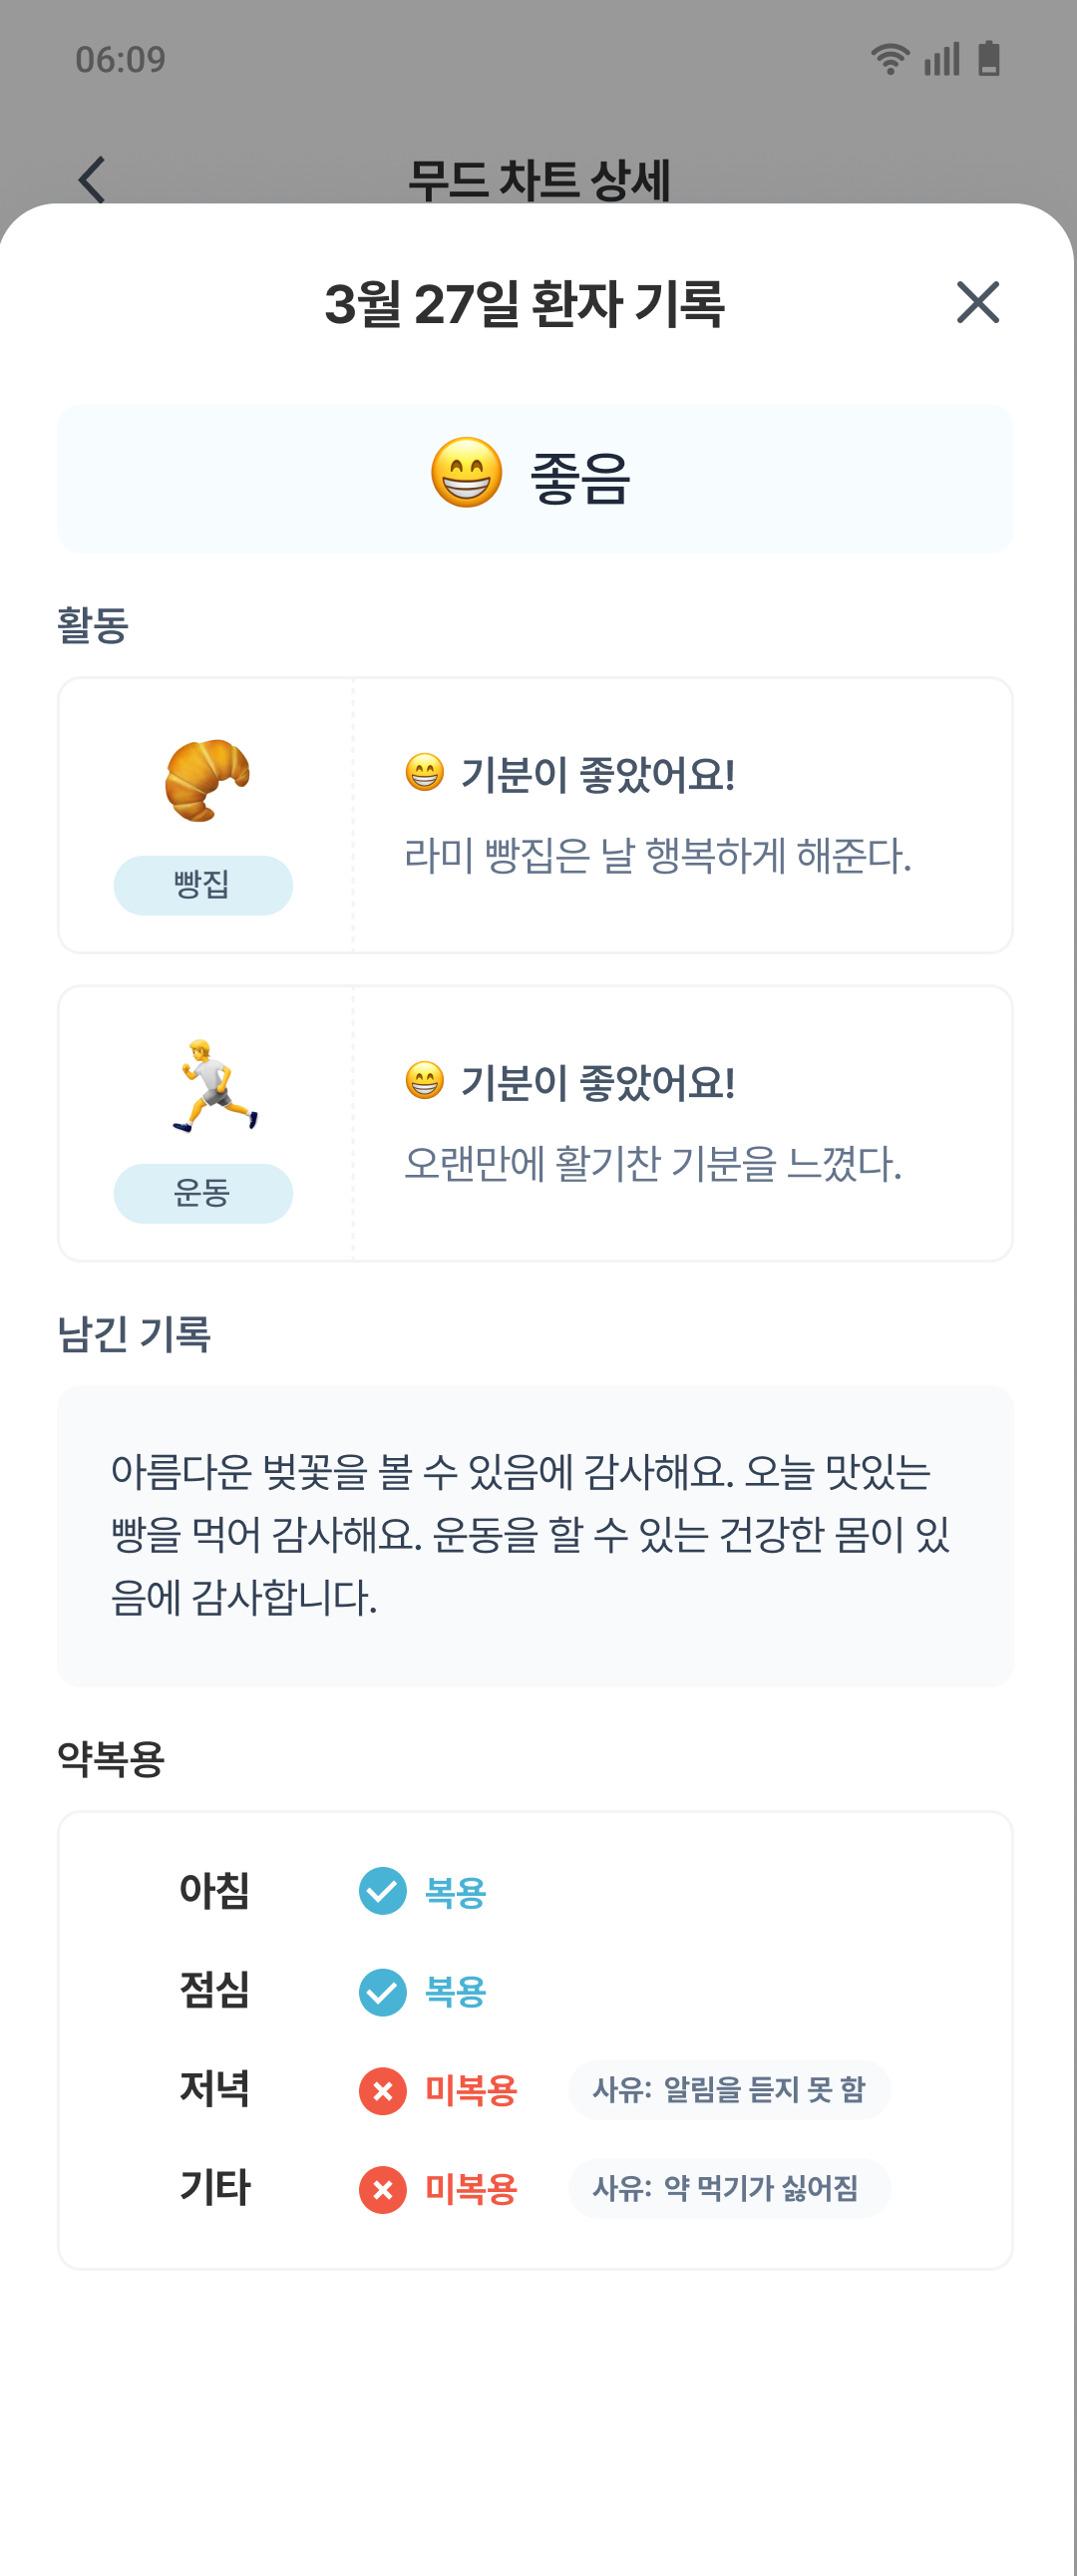 06:09
무드 차트 상세
3월 27일 환자 기록
좋음
활동
기분이 좋았어요!
라미 빵집은 날 행복하게 해준다.
빵집
기분이 좋았어요!
오랜만에 활기찬 기분을 느꼈다.
운동
남긴 기록
아름다운 벚꽃을 볼 수 있음에 감사해요. 오늘 맛있는
빵을 먹어 감사해요. 운동을 할 수 있는 건강한 몸이 있
음에 감사합니다.
약복용
아침 복용
점심 복용
저녁 미복용 사유: 알림을 듣지 못 함
기타 미복용 사유: 약 먹기가 싫어짐